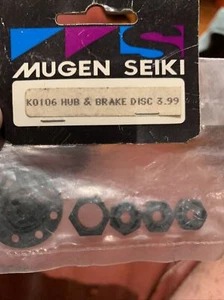 MUGEN SEIKI
K0106 HUB & BRAKE DISC 3.99